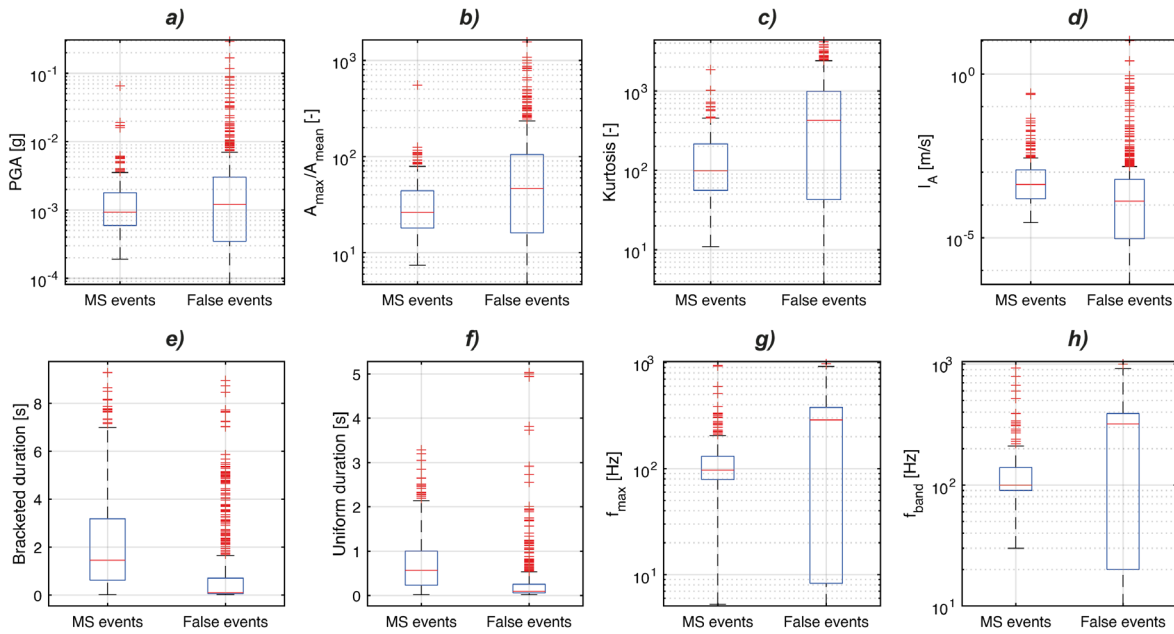 a)
PGA [g]
10^-1
10^-2
10^-3
10^-4
MS events False events
b)
A_max/A_mean [-]
10^3
10^2
10^1
MS events False events
c)
Kurtosis [-]
10^3
10^2
10^1
MS events False events
d)
I_A [m/s]
10^0
10^-5
MS events False events
e)
Bracketed duration [s]
8
6
4
2
0
MS events False events
f)
Uniform duration [s]
5
4
3
2
1
0
MS events False events
g)
f_max [Hz]
10^3
10^2
10^1
MS events False events
h)
f_band [Hz]
10^3
10^2
10^1
MS events False events